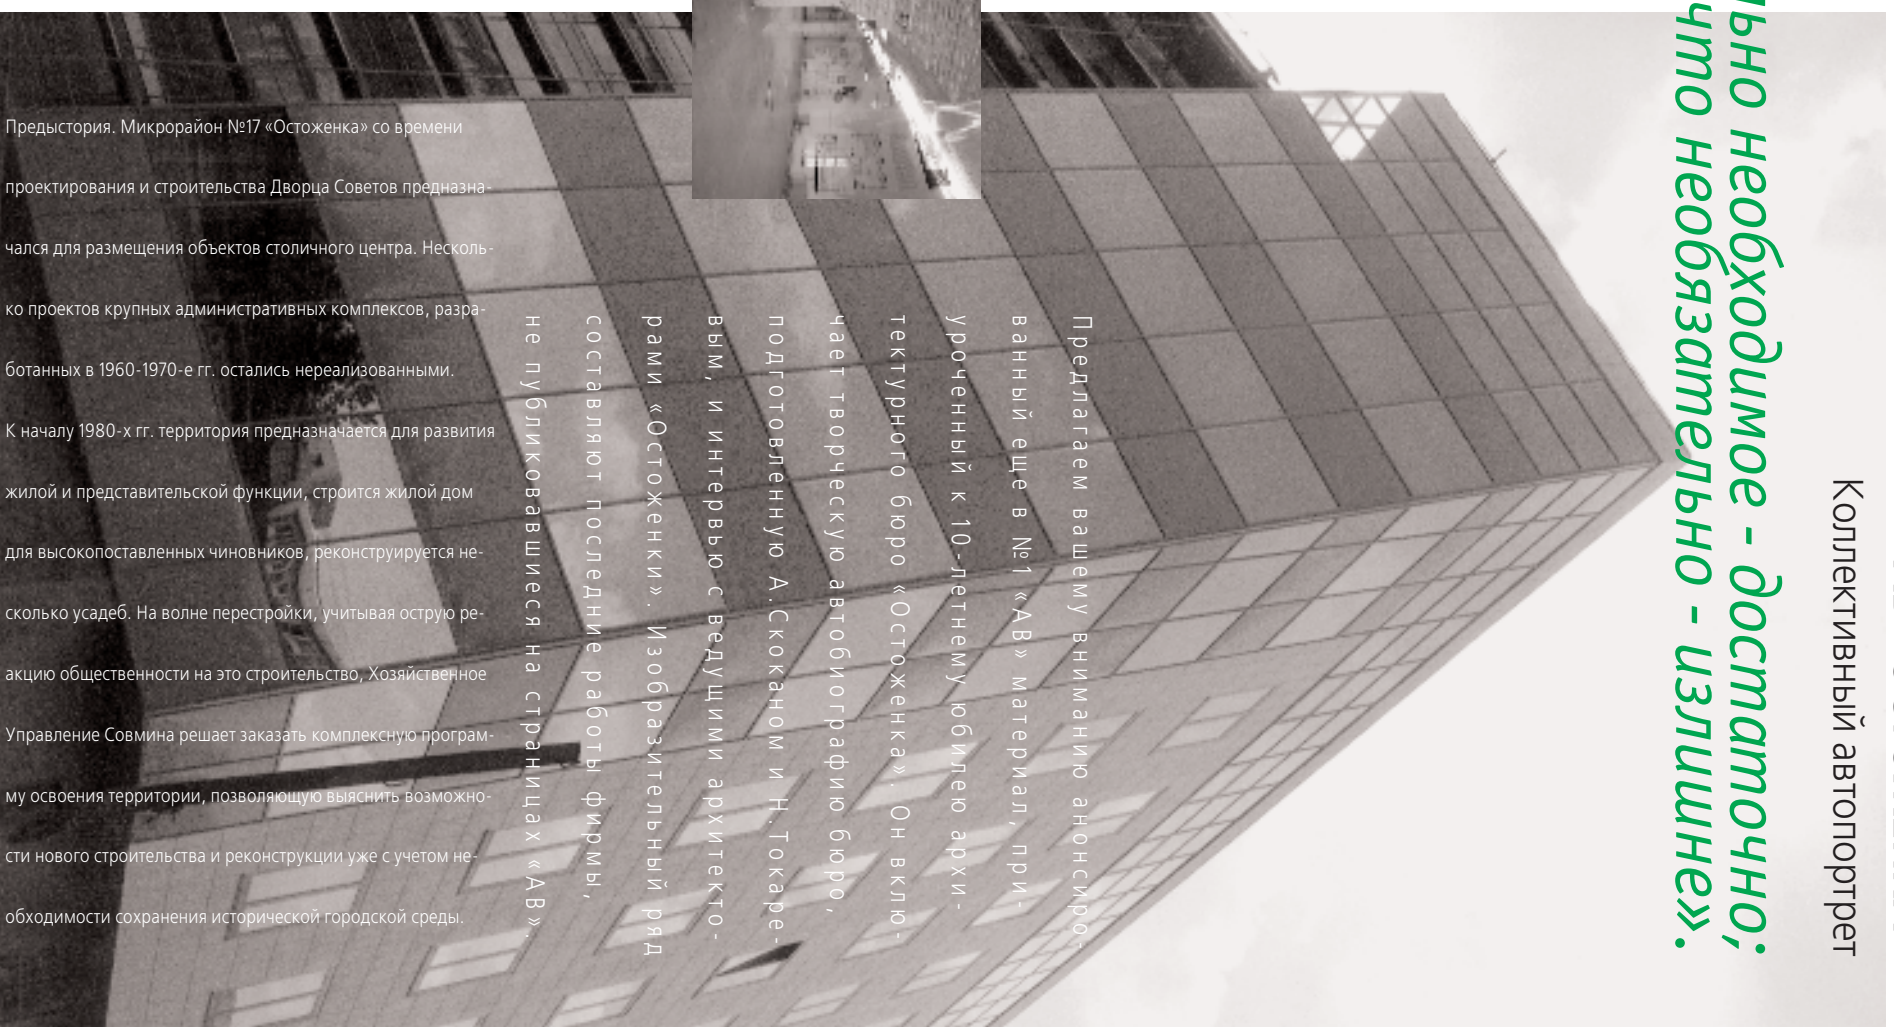 Коллективный автопортрет
необходимое - достаточно;
что необязательно - излишне».
Предлагаем вашему вниманию анонсиро-
ванный еще в №1 «АВ» материал, при-
уроченный к 10-летнему юбилею архи-
тектурного бюро «Остоженка». Он вклю-
чает творческую автобиографию бюро,
подготовленную А.Скоканом и Н.Токаре-
вым, и интервью с ведущими архитекто-
рами «Остоженки». Изобразительный ряд
составляют последние работы фирмы,
не публиковавшиеся на страницах «АВ».
Предыстория. Микрорайон №17 «Остоженка» со времени
проектирования и строительства Дворца Советов предназна-
чался для размещения объектов столичного центра. Несколь-
ко проектов крупных административных комплексов, разра-
ботанных в 1960-1970-е гг. остались нереализованными.
К началу 1980-х гг. территория предназначается для развития
жилой и представительской функции, строится жилой дом
для высокопоставленных чиновников, реконструируется не-
сколько усадеб. На волне перестройки, учитывая острую ре-
акцию общественности на это строительство, Хозяйственное
Управление Совмина решает заказать комплексную програм-
му освоения территории, позволяющую выяснить возможно-
сти нового строительства и реконструкции уже с учетом не-
обходимости сохранения исторической городской среды.